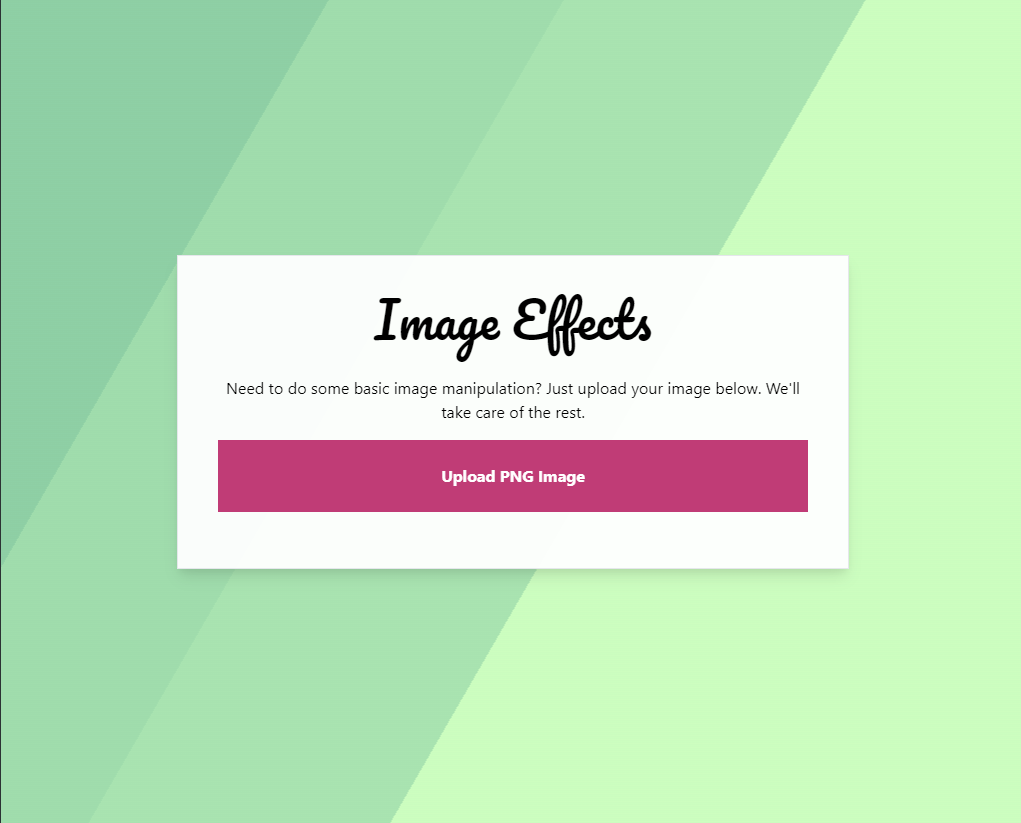 Image Effects
Need to do some basic image manipulation? Just upload your image below. We'll
take care of the rest.
Upload PNG Image